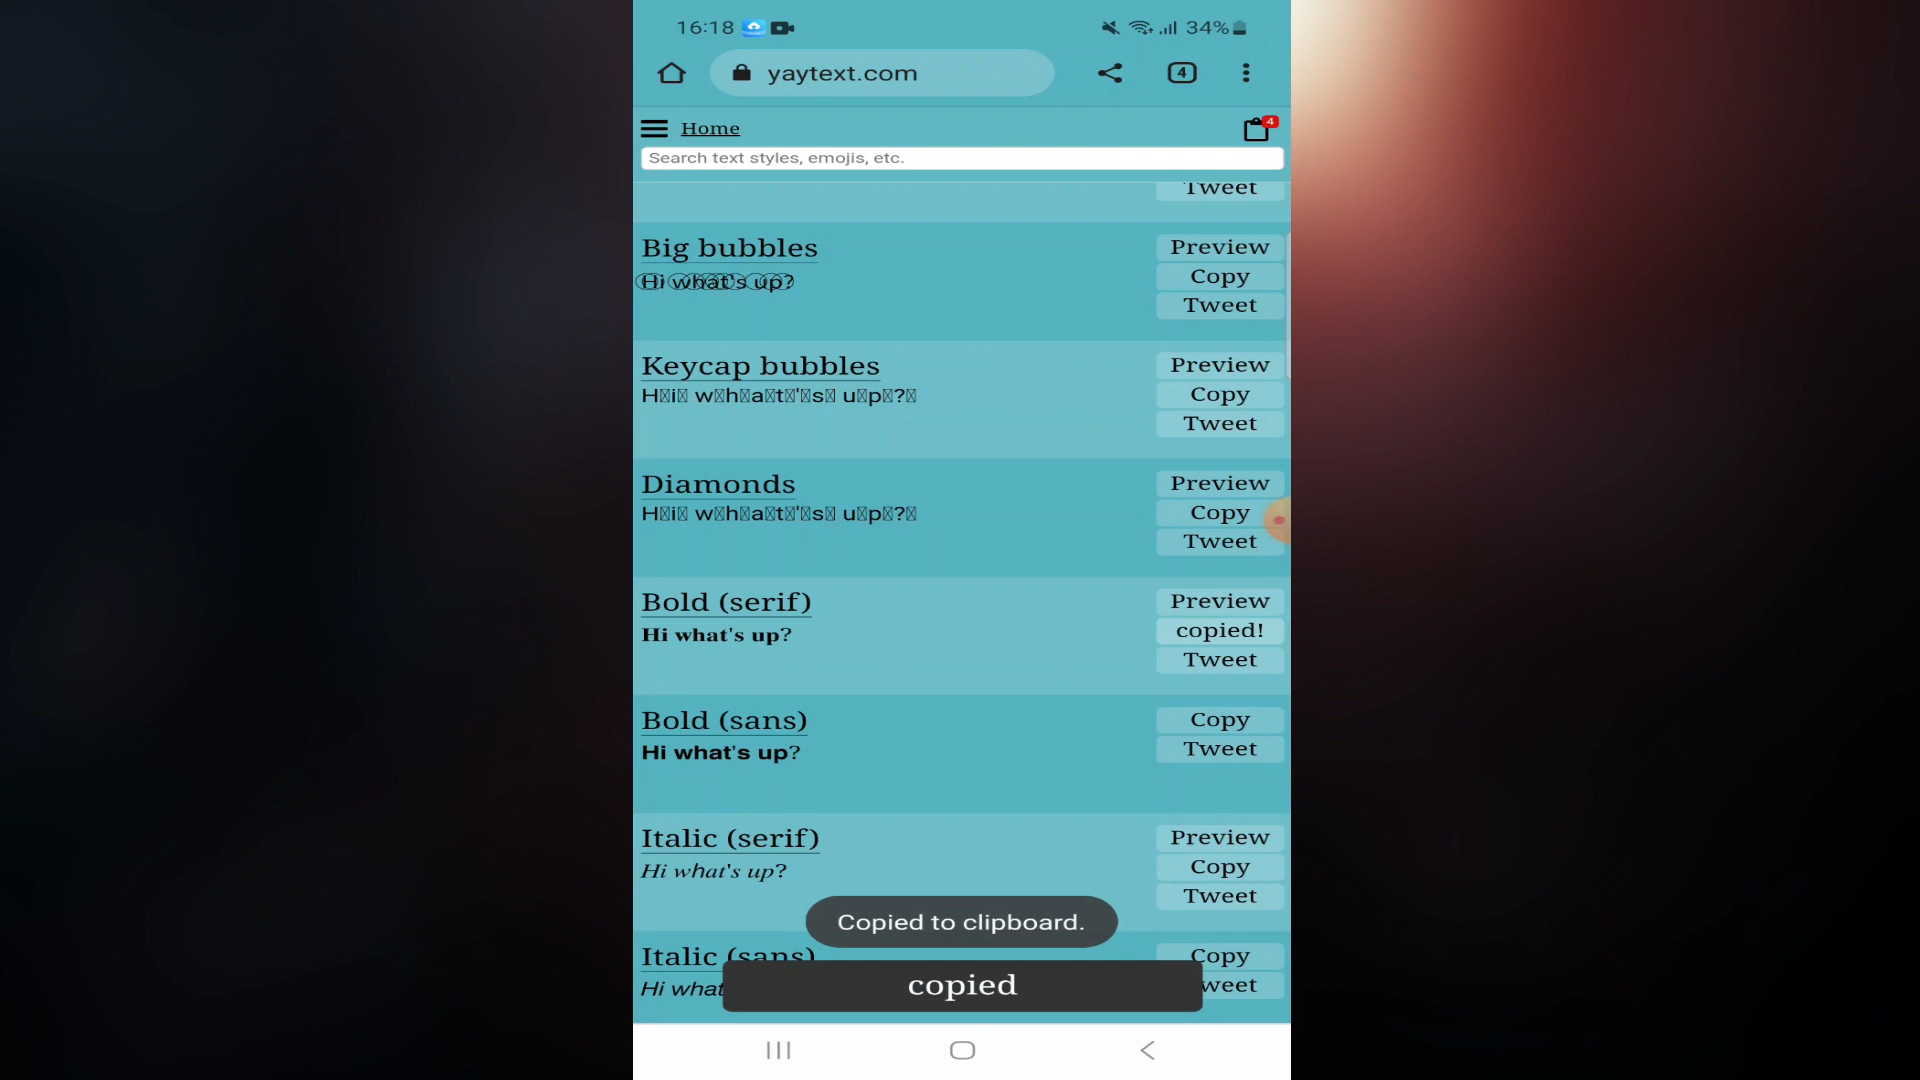 16:18
34%
yaytext.com
4
Home
4
Search text styles, emojis, etc.
Tweet
Big bubbles
Preview
Hi what's up?
Copy
Tweet
Keycap bubbles
Preview
Hi what's up?
Copy
Tweet
Diamonds
Preview
Hi what's up?
Copy
Tweet
Bold (serif)
Preview
Hi what's up?
copied!
Tweet
Bold (sans)
Copy
Hi what's up?
Tweet
Italic (serif)
Preview
Hi what's up?
Copy
Tweet
Copied to clipboard.
Italic (sans)
Copy
Hi what
copied
weet